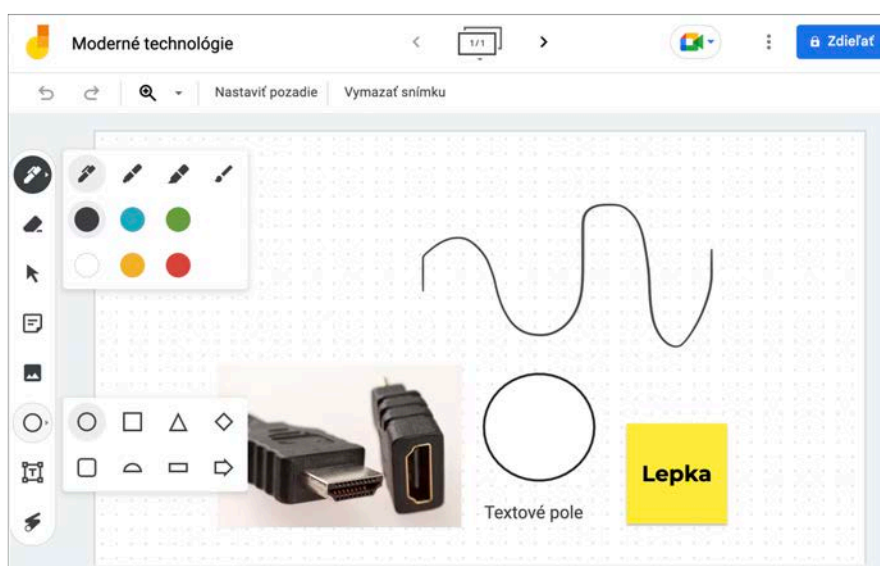 Moderné technológie
1/1
Zdieľať
Nastaviť pozadie
Vymazať snímku
Lepka
Textové pole